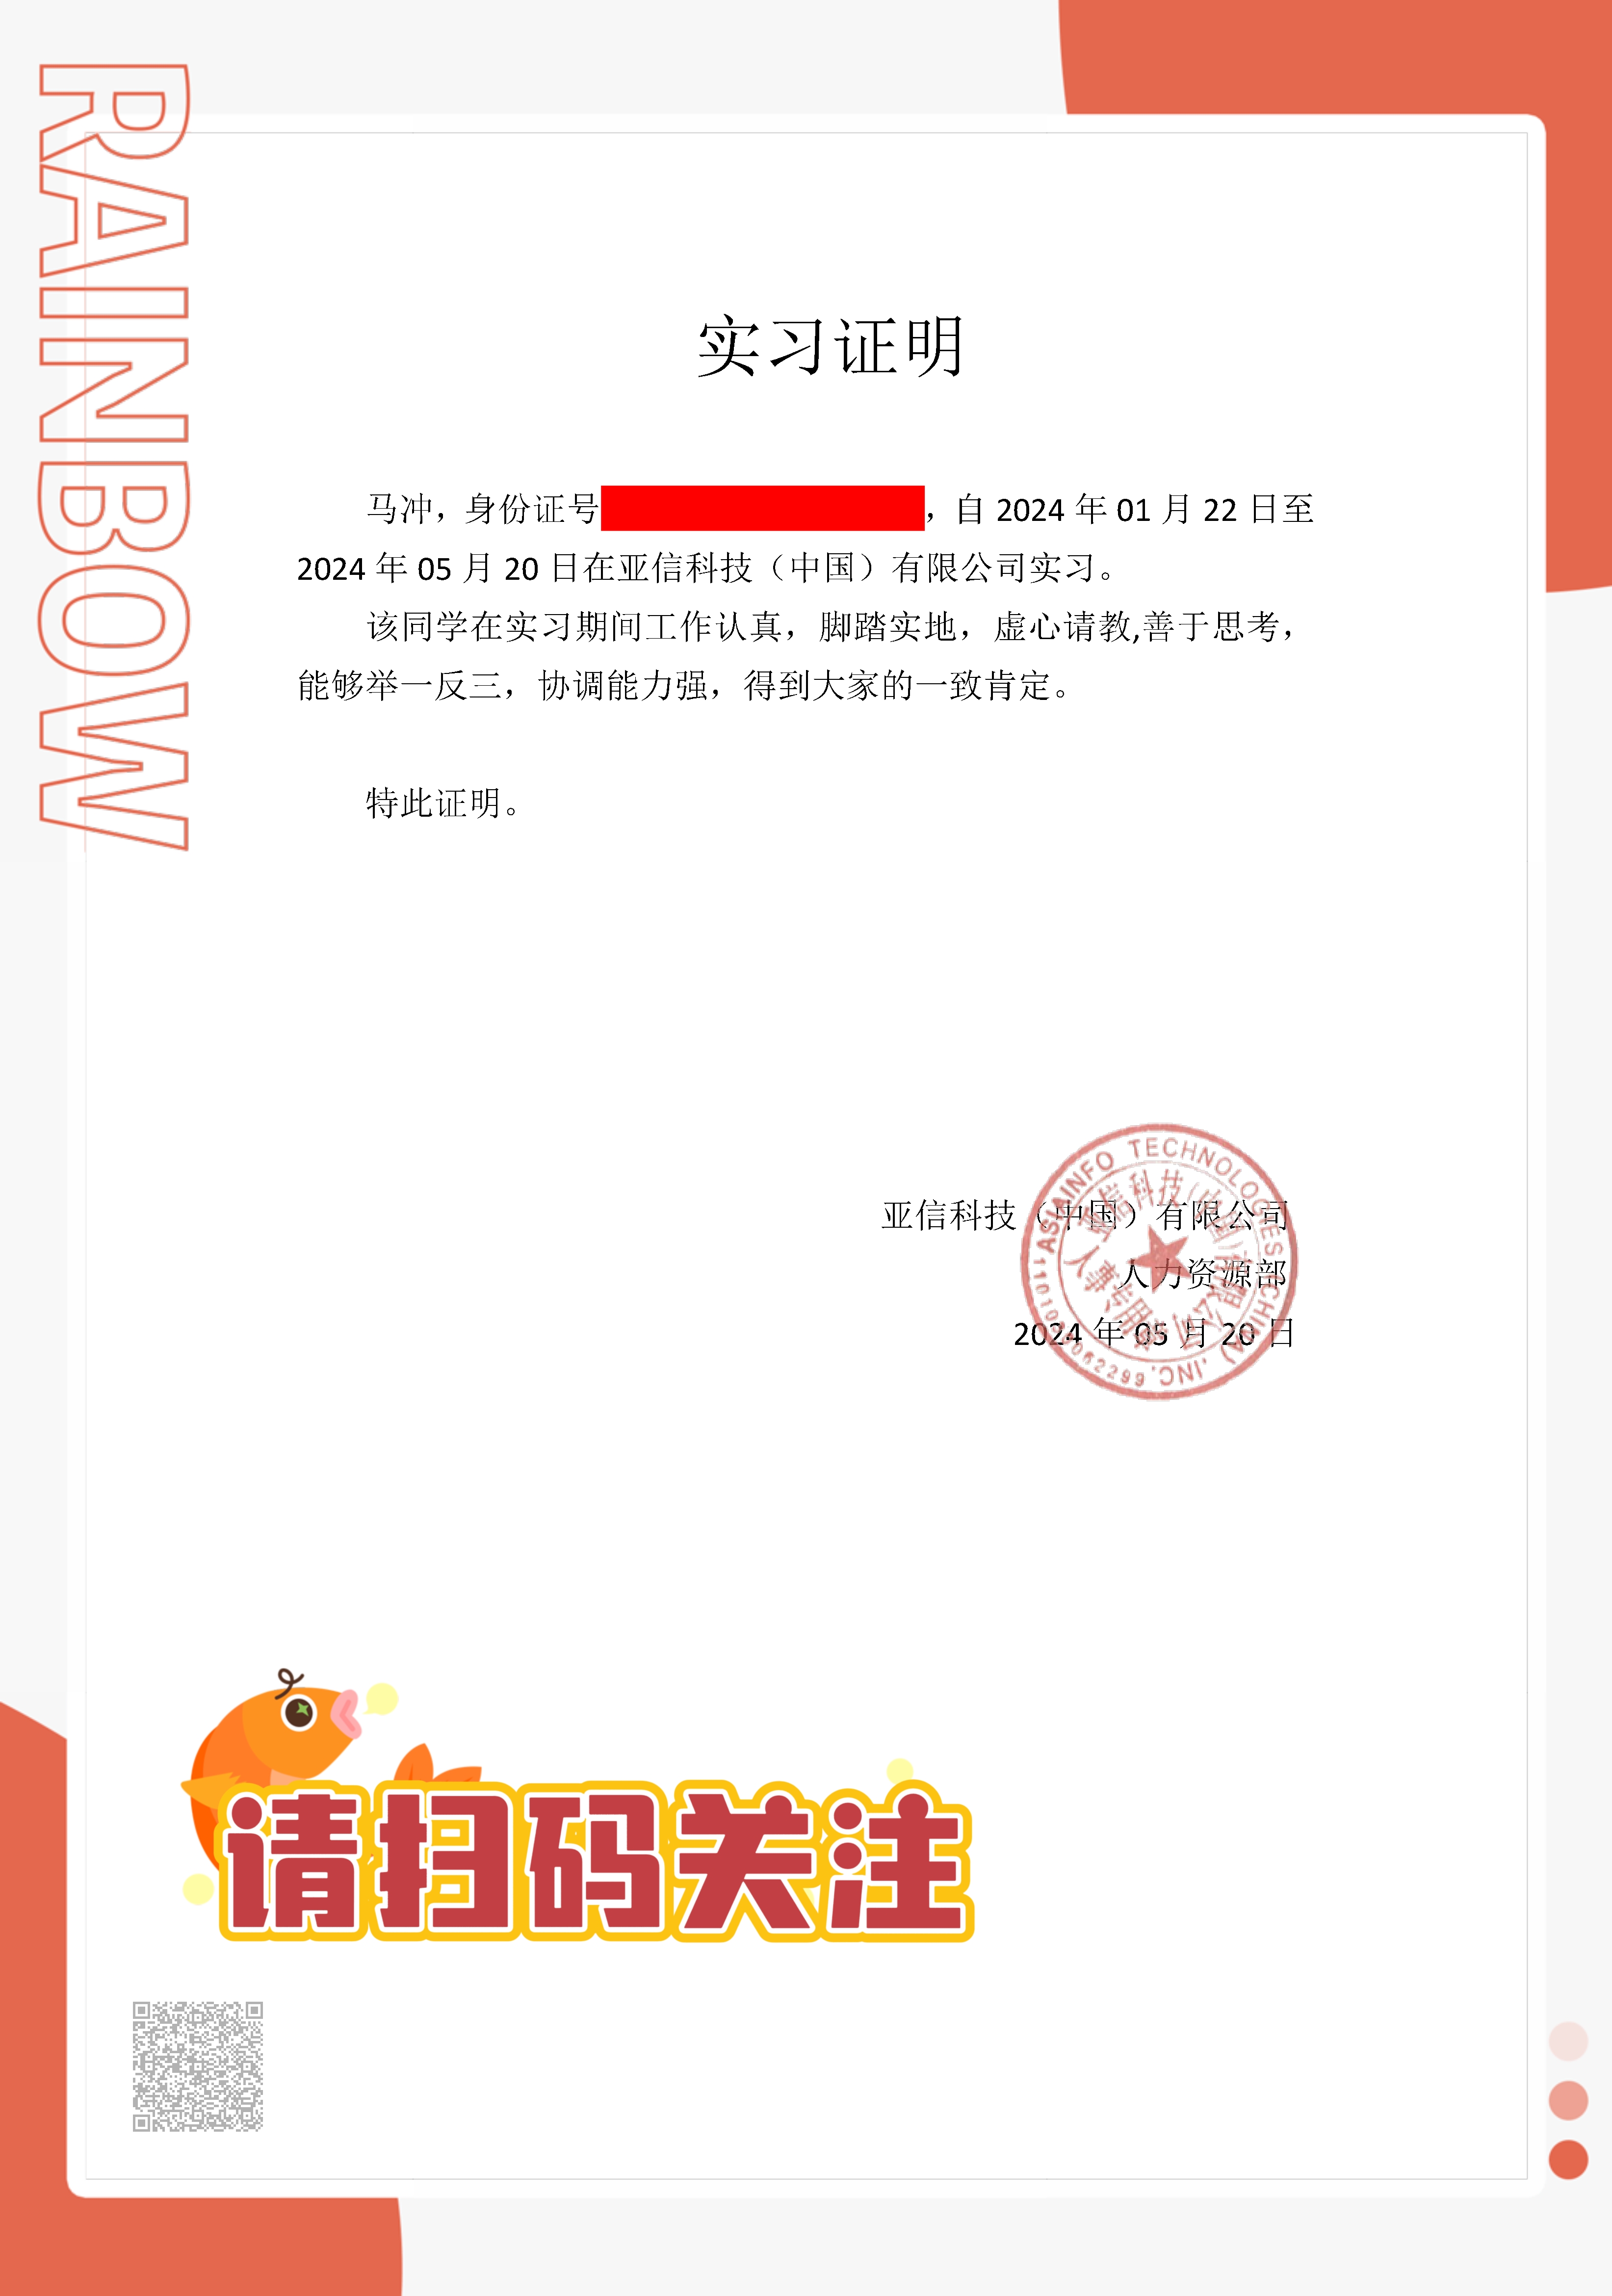 RAINBOW
实习证明
马冲，身份证号，自 2024 年 01 月 22 日至
2024 年 05 月 20 日在亚信科技（中国）有限公司实习。
该同学在实习期间工作认真，脚踏实地，虚心请教,善于思考，
能够举一反三，协调能力强，得到大家的一致肯定。
特此证明。
亚信科技（中国）有限公司
人力资源部
2024 年 05 月 20 日
ASIAINFO TECHNOLOGIES (CHINA) ,INC.
亚信科技(中国)有限公司
人事专用章
请扫码关注